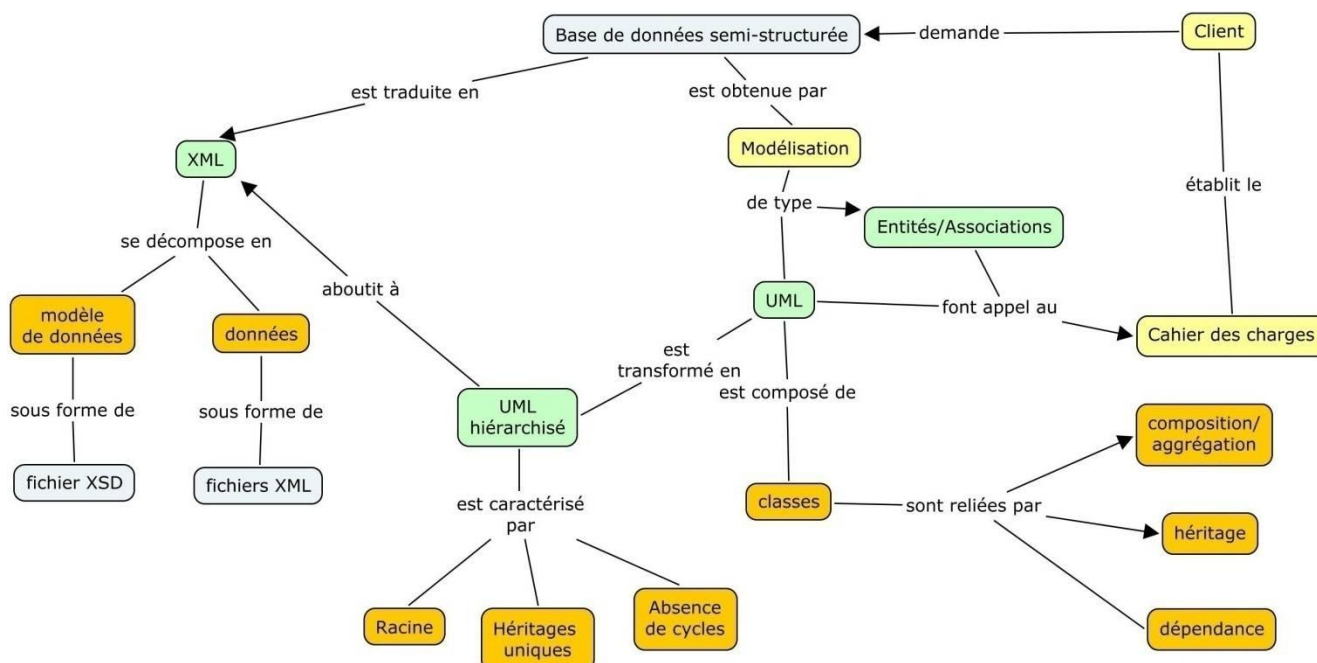 Base de données semi-structurée
demande
Client
est traduite en
est obtenue par
XML
Modélisation
établit le
de type
Entités/Associations
se décompose en
aboutit à
UML
font appel au
modèle
de données
données
Cahier des charges
est
transformé en
est composé de
sous forme de
sous forme de
UML
hiérarchisé
composition/
aggrégation
fichier XSD
fichiers XML
classes
sont reliées par
est caractérisé
par
héritage
Racine
Héritages
uniques
Absence
de cycles
dépendance